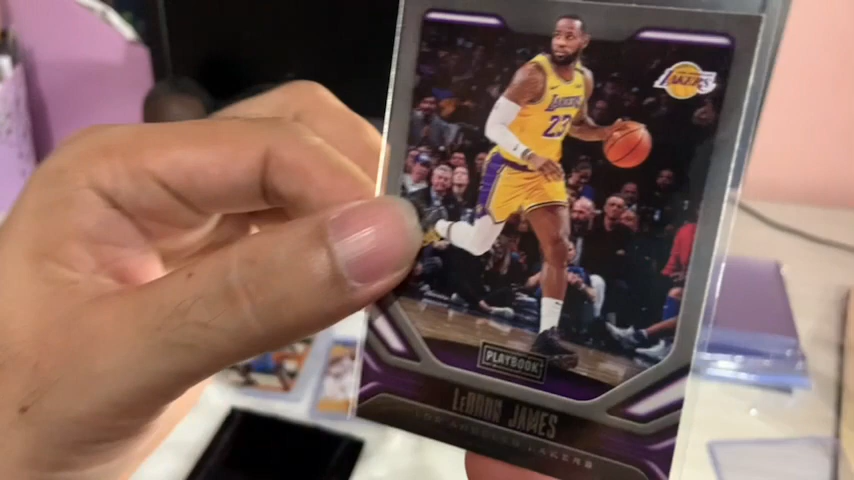 LAKERS
LAKERS
23
PLAYBOOK
LEBRON JAMES
LOS ANGELES LAKERS